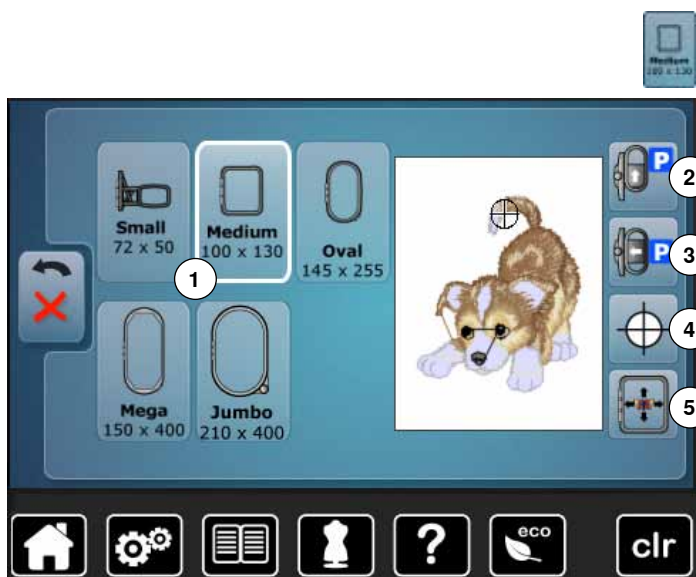 Medium
100 x 130
P
2
Small
72 x 50
Medium
100 x 130
Oval
145 x 255
1
P
3
4
Mega
150 x 400
Jumbo
210 x 400
5
?
eco
clr